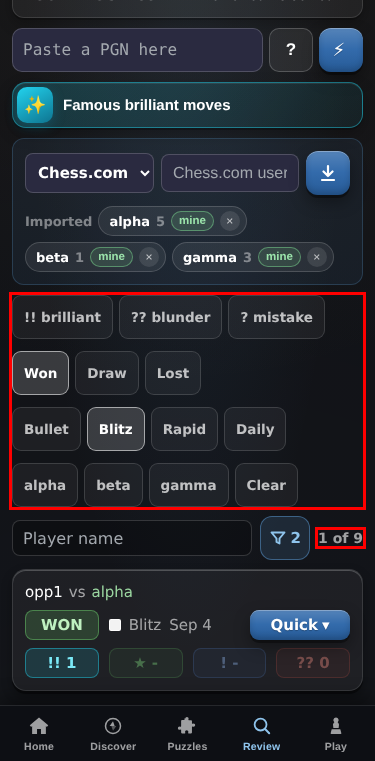 Paste a PGN here ? ⚡
✨ Famous brilliant moves
Chess.com Chess.com user
Imported alpha 5 mine ×
beta 1 mine × gamma 3 mine ×
!! brilliant ?? blunder ? mistake
Won Draw Lost
Bullet Blitz Rapid Daily
alpha beta gamma Clear
Player name 2 1 of 9
opp1 vs alpha
WON Blitz Sep 4 Quick ▾
!! 1 ★ - ! - ?? 0
Home Discover Puzzles Review Play